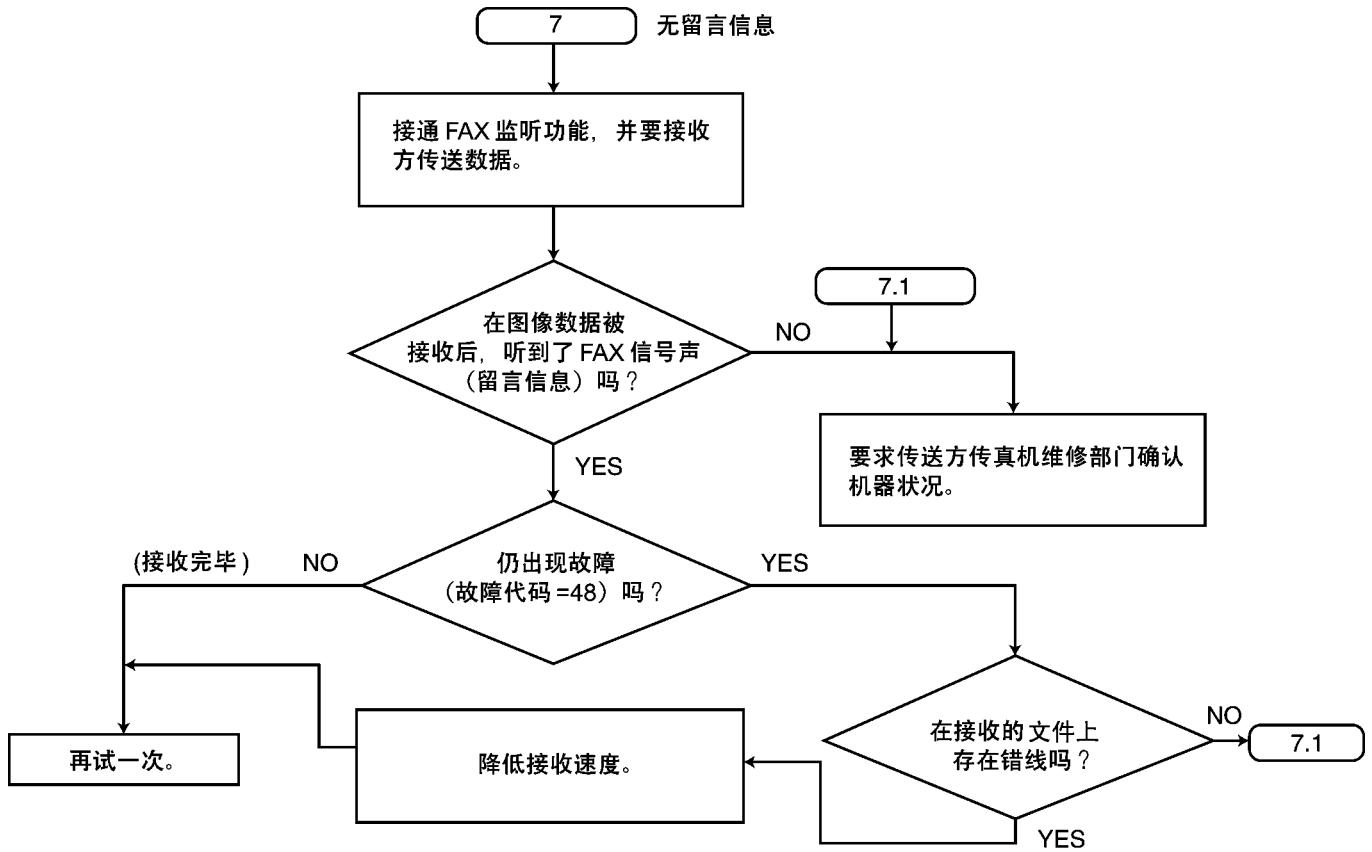 7 无留言信息
接通 FAX 监听功能，并要接收
方传送数据。
7.1
在图像数据被
接收后，听到了 FAX 信号声
（留言信息）吗？
NO
要求传送方传真机维修部门确认
机器状况。
YES
(接收完毕 )
NO
仍出现故障
（故障代码 =48）吗？
YES
在接收的文件上
存在错线吗？
NO
7.1
再试一次。
降低接收速度。
YES